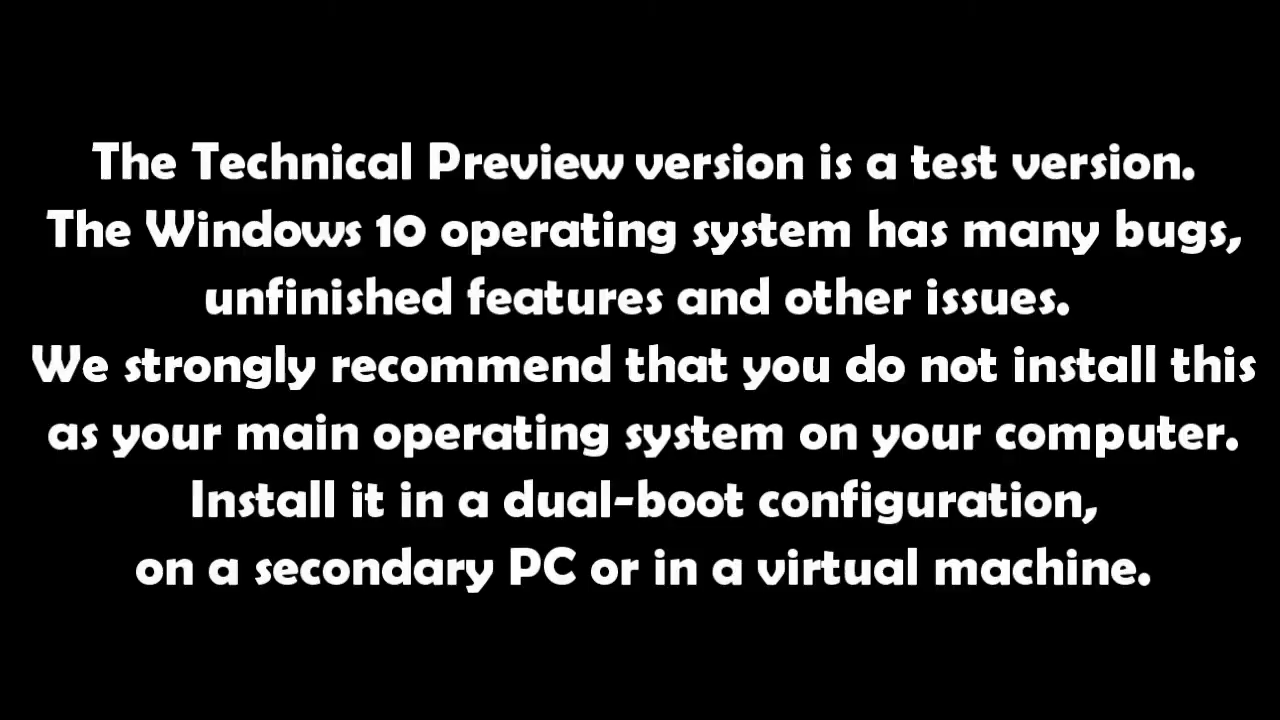 The Technical Preview version is a test version.
The Windows 10 operating system has many bugs,
unfinished features and other issues.
We strongly recommend that you do not install this
as your main operating system on your computer.
Install it in a dual-boot configuration,
on a secondary PC or in a virtual machine.